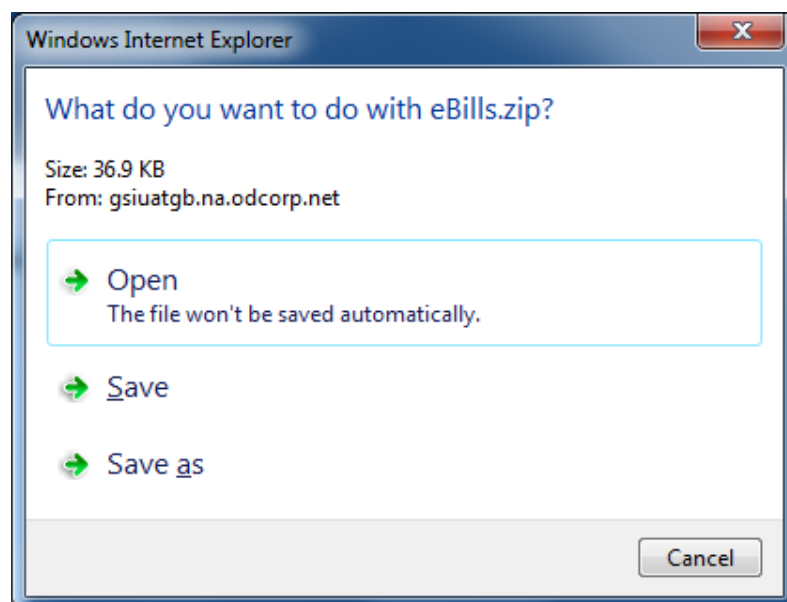 Windows Internet Explorer
What do you want to do with eBills.zip?
Size: 36.9 KB
From: gsiuatgb.na.odcorp.net
Open
The file won't be saved automatically.
Save
Save as
Cancel